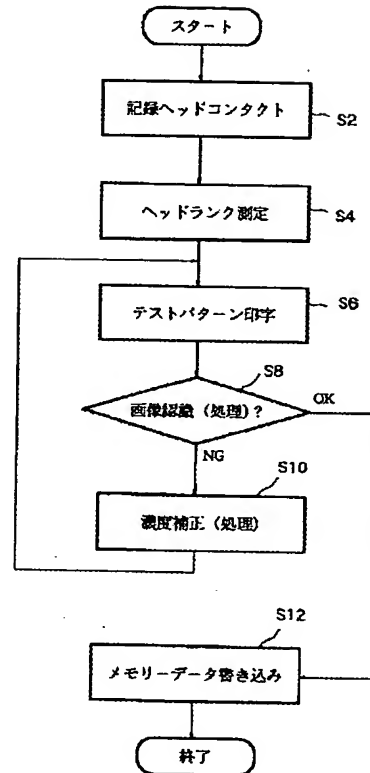 スタート
記録ヘッドコンタクト
S2
ヘッドランク測定
S4
テストパターン印字
S6
S8
画像認識（処理）？
OK
NG
S10
濃度補正（処理）
S12
メモリーデータ書き込み
終了